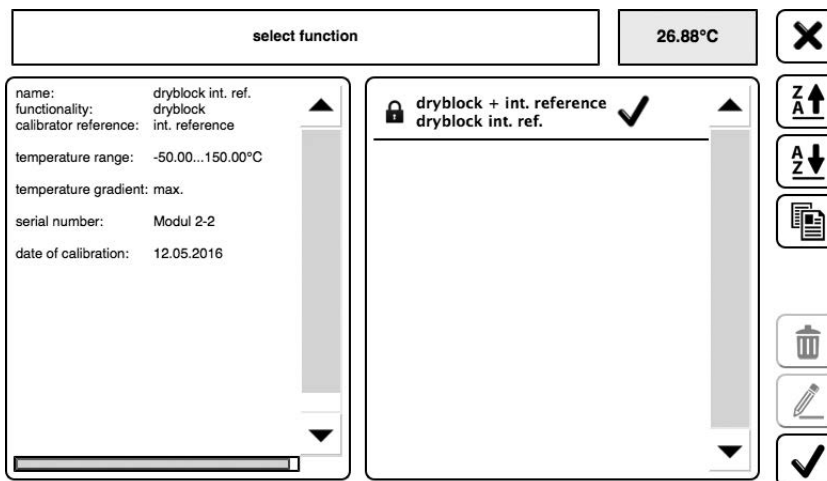 select function
26.88°C
name: dryblock int. ref.
functionality: dryblock
calibrator reference: int. reference
temperature range: -50.00...150.00°C
temperature gradient: max.
serial number: Modul 2-2
date of calibration: 12.05.2016
dryblock + int. reference
dryblock int. ref.
Z
A
A
Z